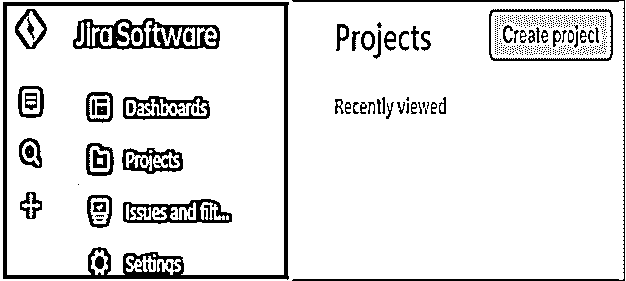 Jira Software
Dashboards
Projects
Issues and filt...
Settings
Projects
Create project
Recently viewed